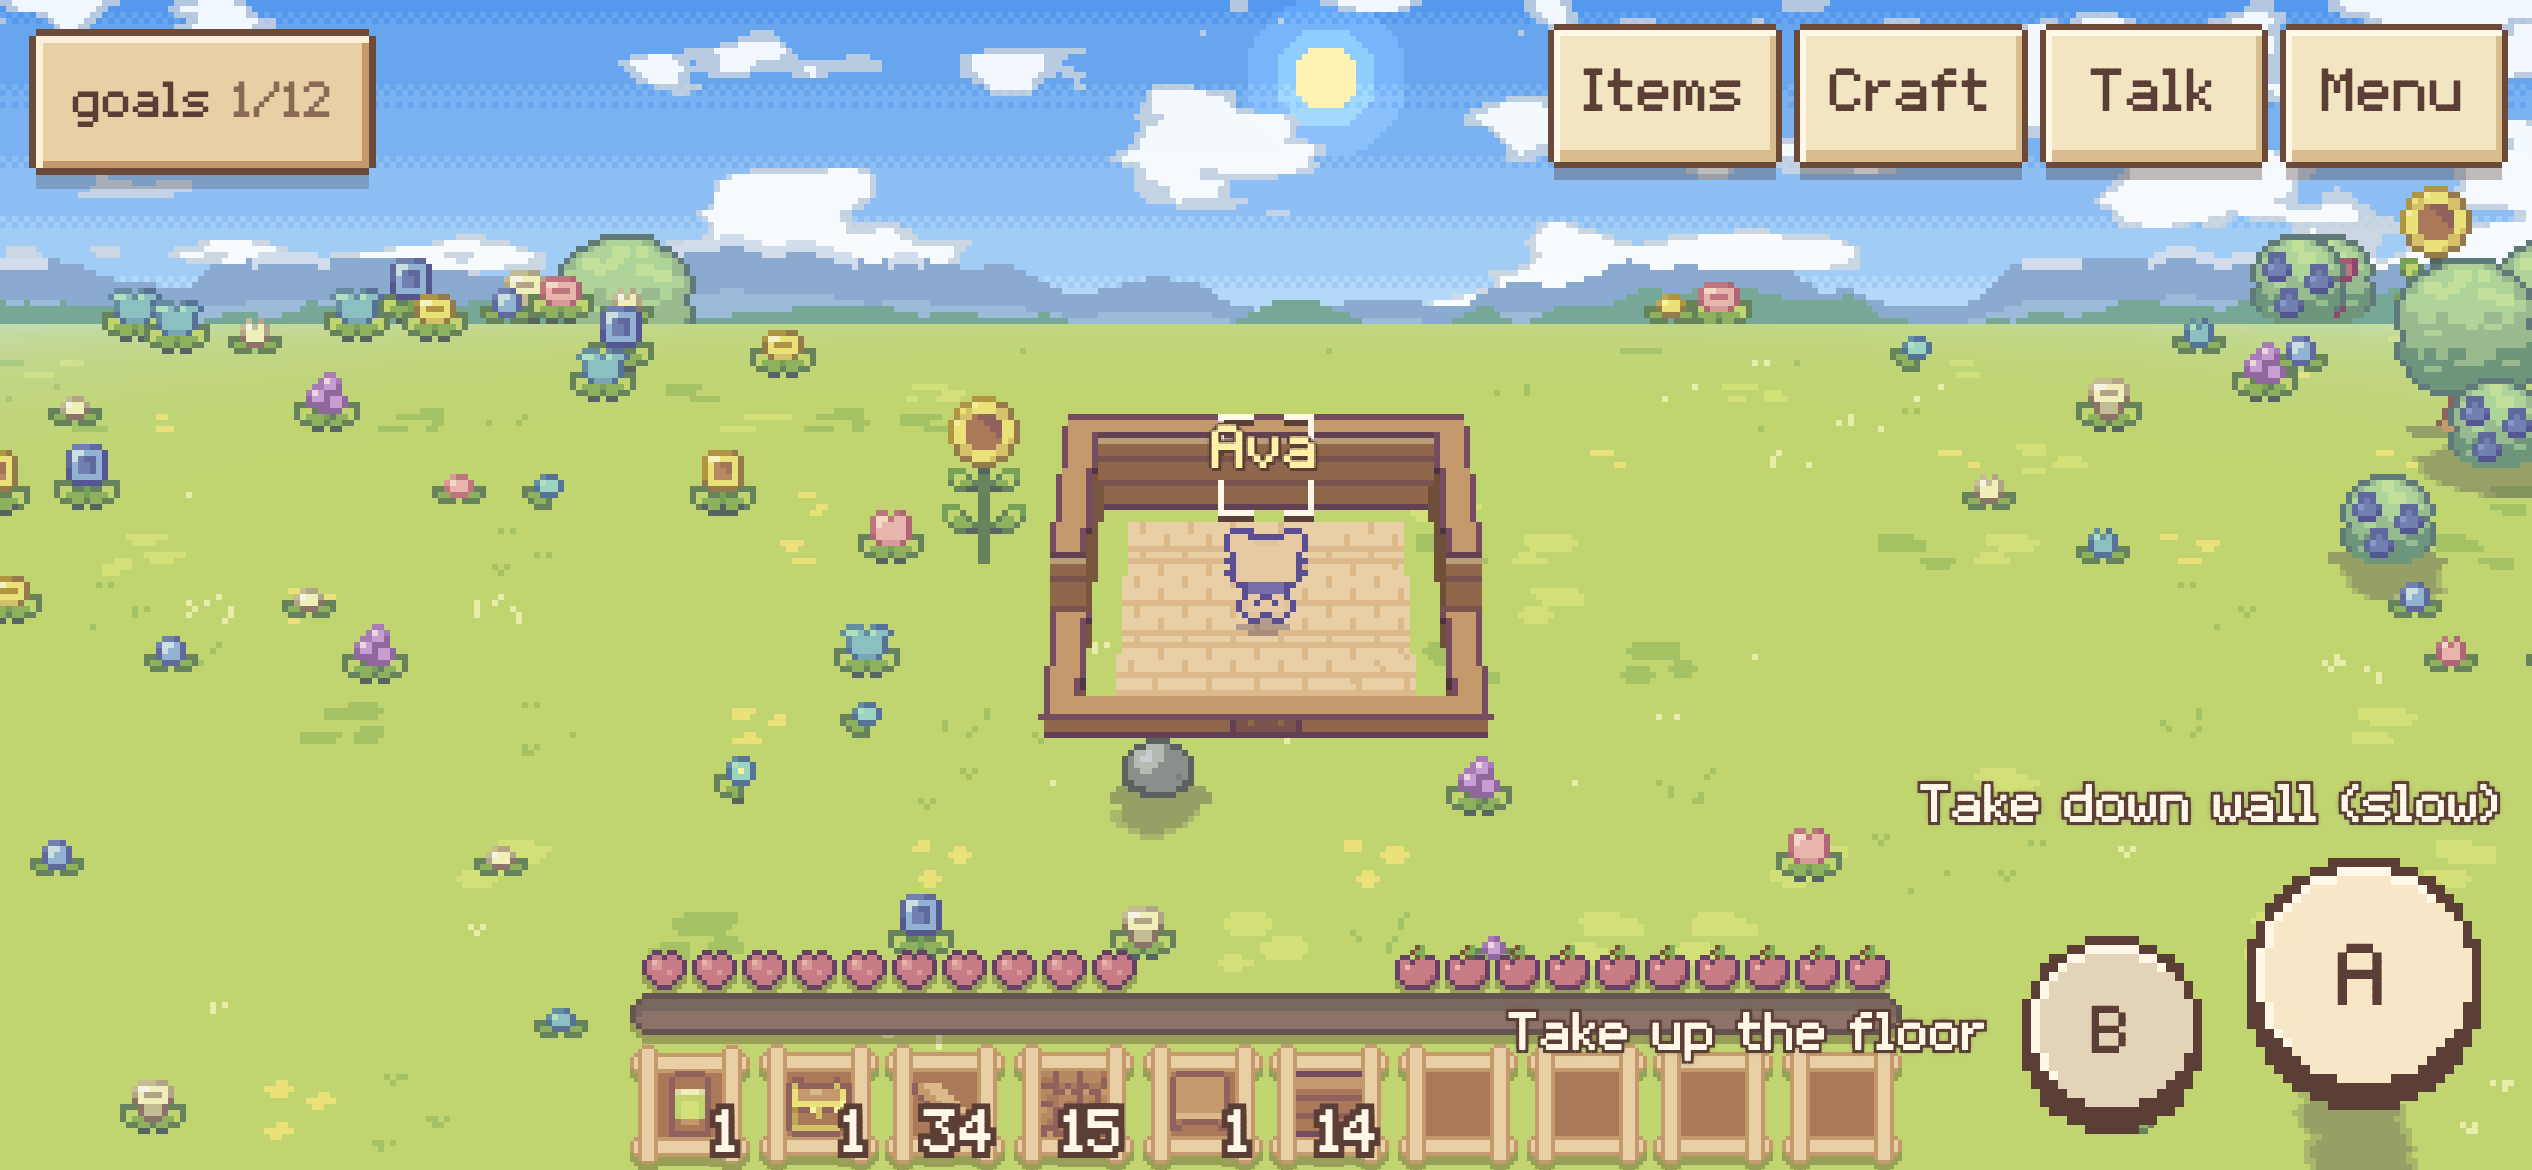 goals 1/12
Items
Craft
Talk
Menu
Ava
Take down wall (slow)
A
B
Take up the floor
1
1
34
15
1
14